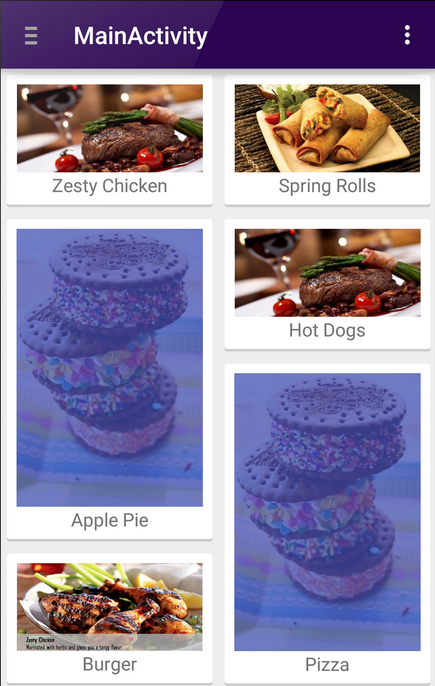 MainActivity
Zesty Chicken
Spring Rolls
Hot Dogs
Apple Pie
Zesty Chicken
Marinated with herbs and gives you a tangy flavor
Burger
Pizza